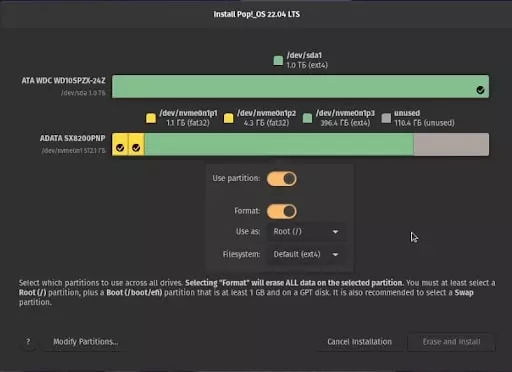 Install Pop!_OS 22.04 LTS
/dev/sda1
1.0 ТБ (ext4)
ATA WDC WD10SPZX-24Z
/dev/sda 1.0 ТБ
/dev/nvme0n1p1
1.1 ГБ (fat32)
/dev/nvme0n1p2
4.3 ГБ (fat32)
/dev/nvme0n1p3
396.4 ГБ (ext4)
unused
110.4 ГБ (unused)
ADATA SX8200PNP
/dev/nvme0n1 512.1 ГБ
Use partition:
Format:
Use as: Root (/)
Filesystem: Default (ext4)
Select which partitions to use across all drives. Selecting "Format" will erase ALL data on the selected partition. You must at least select a
Root (/) partition, plus a Boot (/boot/efi) partition that is at least 1 GB and on a GPT disk. It is also recommended to select a Swap
partition.
? Modify Partitions... Cancel Installation Erase and Install